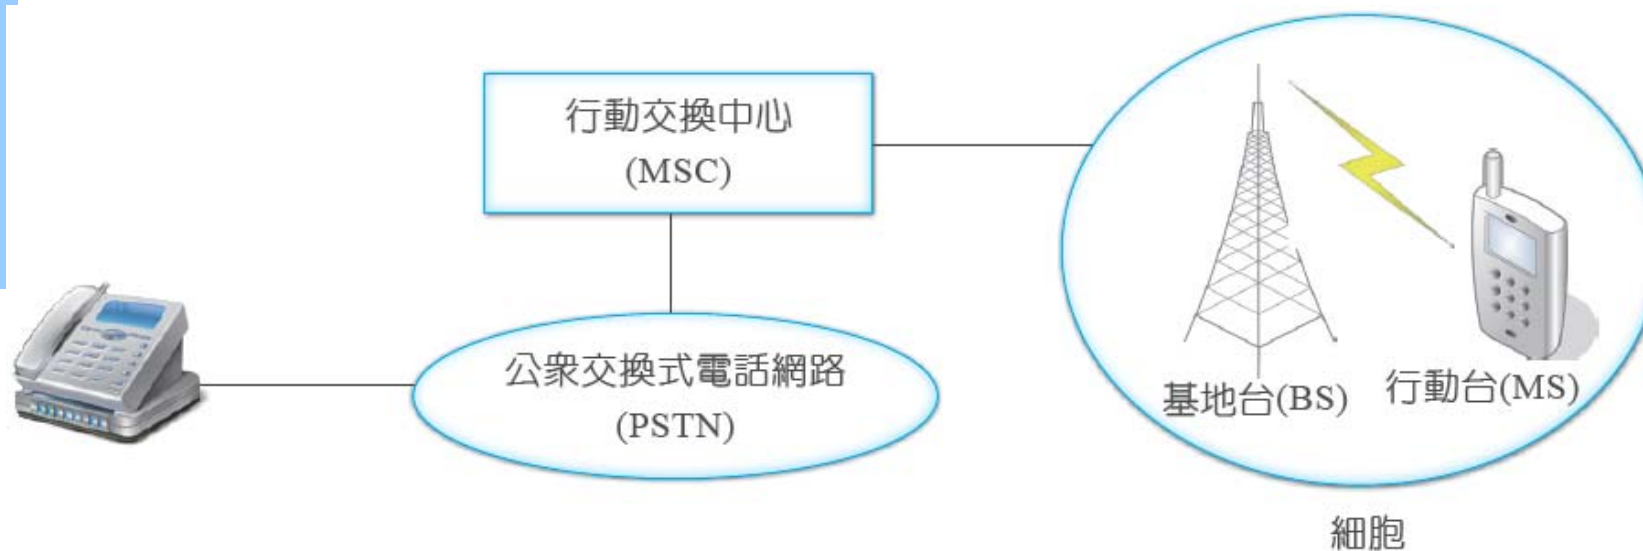 行動交換中心
(MSC)
公眾交換式電話網路
(PSTN)
基地台(BS)
行動台(MS)
細胞